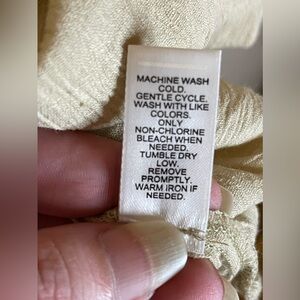 MACHINE WASH
COLD.
GENTLE CYCLE.
WASH WITH LIKE
COLORS.
ONLY
NON-CHLORINE
BLEACH WHEN
NEEDED.
TUMBLE DRY
LOW.
REMOVE
PROMPTLY.
WARM IRON IF
NEEDED.